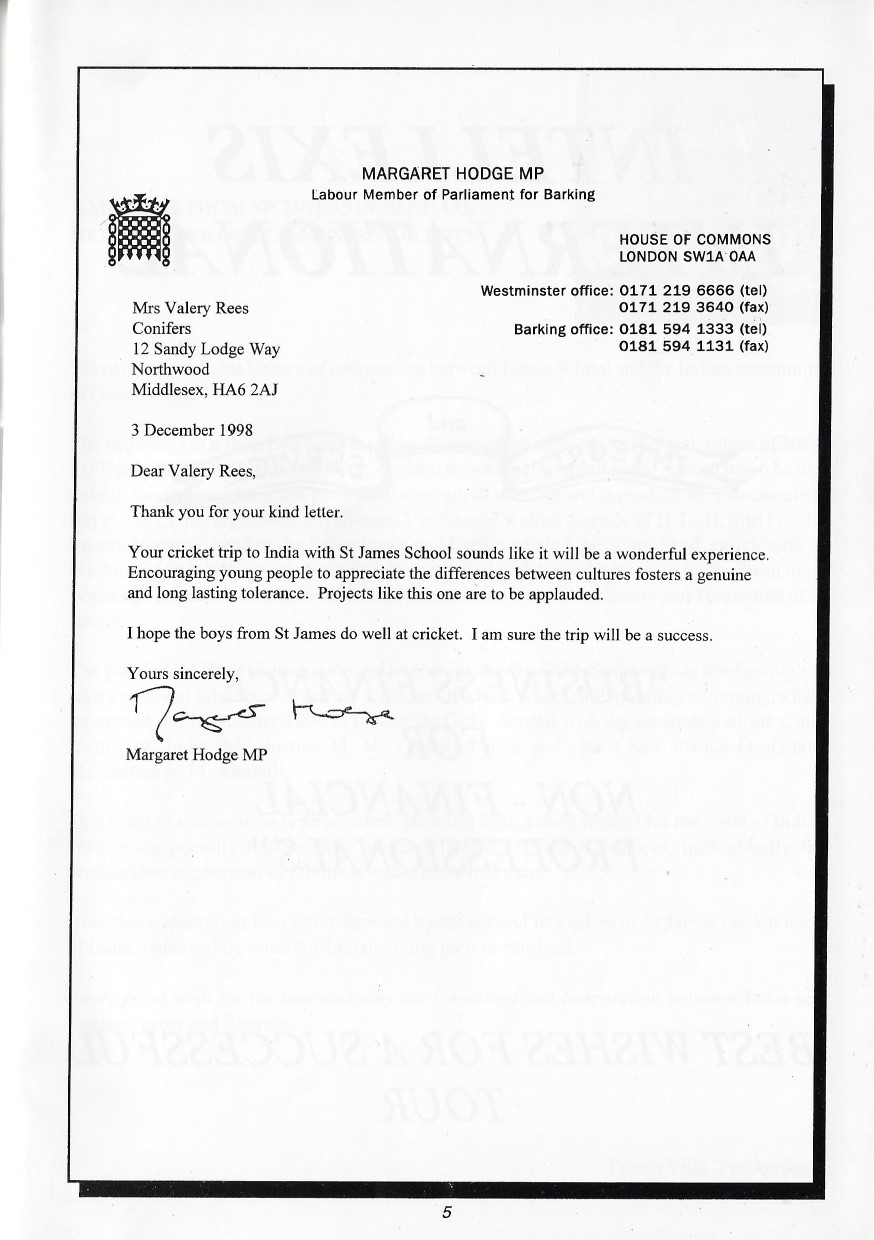 MARGARET HODGE MP
Labour Member of Parliament for Barking
HOUSE OF COMMONS
LONDON SW1A 0AA
Westminster office: 0171 219 6666 (tel)
0171 219 3640 (fax)
Barking office: 0181 594 1333 (tel)
0181 594 1131 (fax)
Mrs Valery Rees
Conifers
12 Sandy Lodge Way
Northwood
Middlesex, HA6 2AJ
3 December 1998
Dear Valery Rees,
Thank you for your kind letter.
Your cricket trip to India with St James School sounds like it will be a wonderful experience.
Encouraging young people to appreciate the differences between cultures fosters a genuine
and long lasting tolerance. Projects like this one are to be applauded.
I hope the boys from St James do well at cricket. I am sure the trip will be a success.
Yours sincerely,
Margaret Hodge
Margaret Hodge MP
5